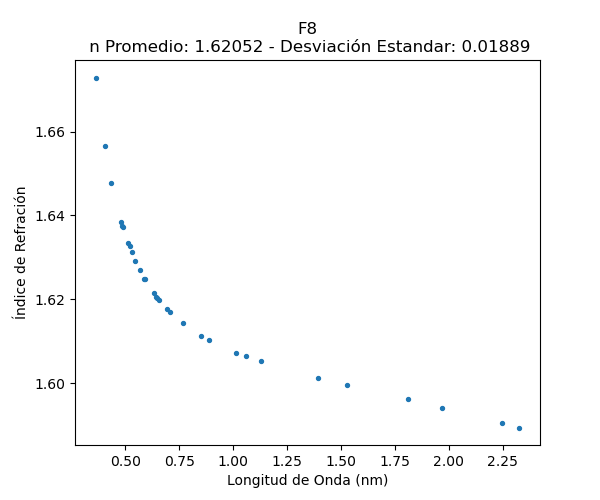 F8
n Promedio: 1.62052 - Desviación Estandar: 0.01889
1.66
1.64
1.62
1.60
Índice de Refración
0.50 0.75 1.00 1.25 1.50 1.75 2.00 2.25
Longitud de Onda (nm)